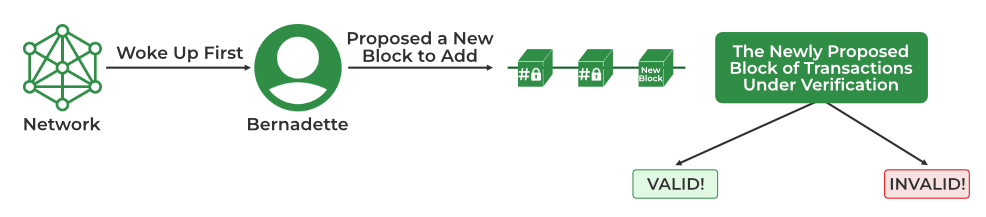 Woke Up First
Network
Bernadette
Proposed a New
Block to Add
#
#
New
Block
The Newly Proposed
Block of Transactions
Under Verification
VALID!
INVALID!